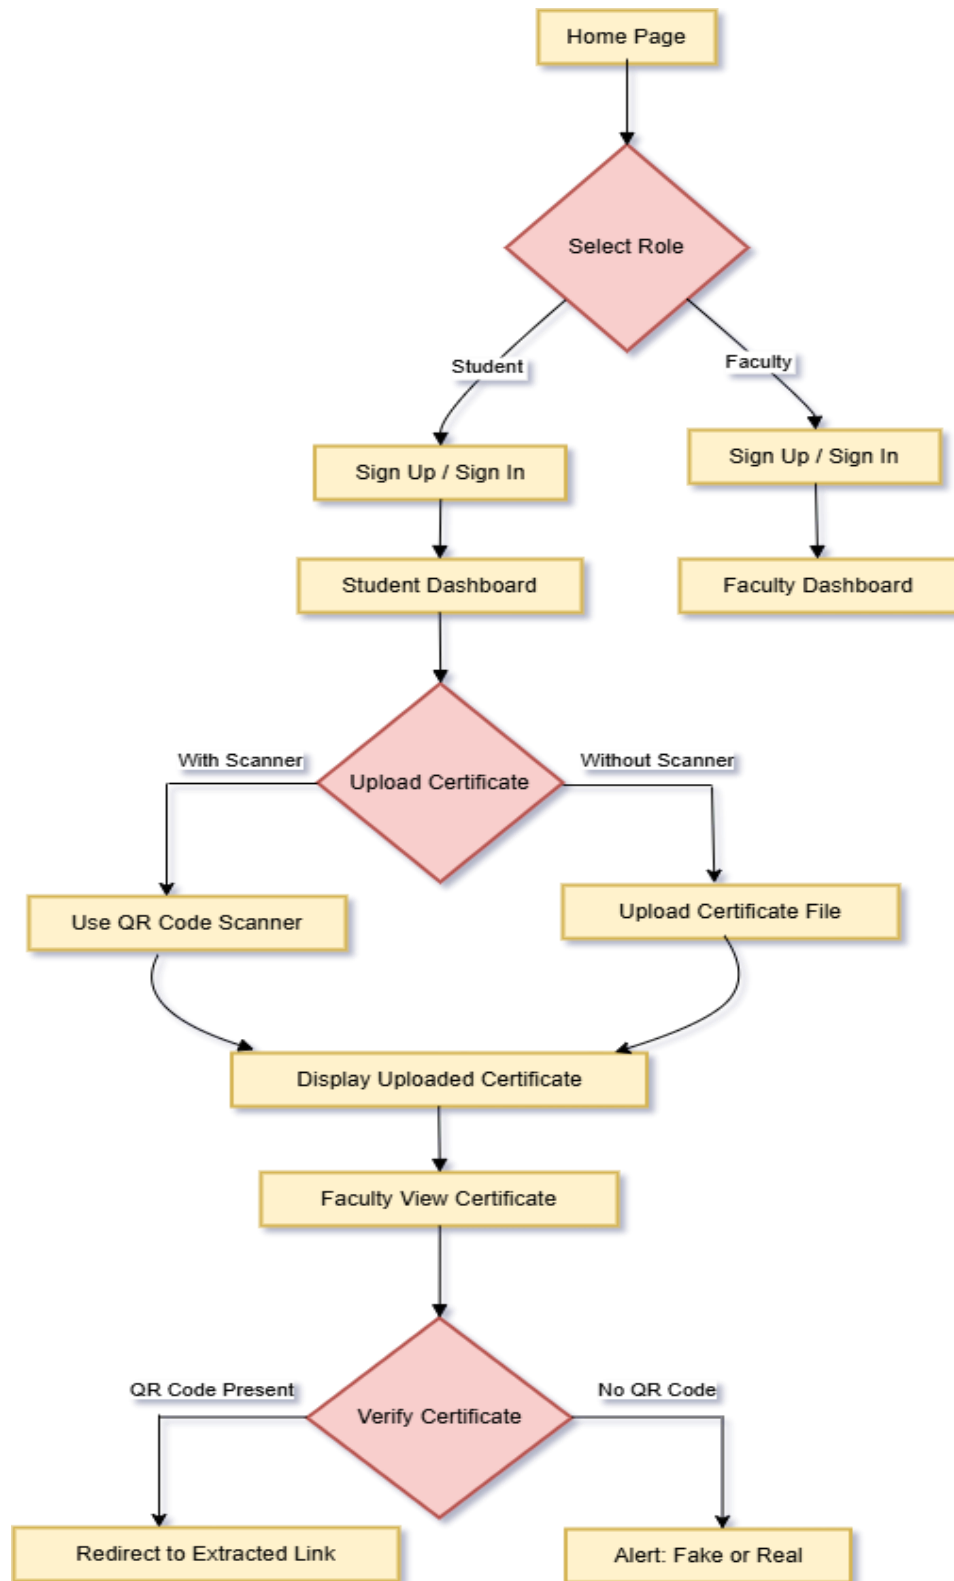 Home Page
Select Role
Student
Faculty
Sign Up / Sign In
Sign Up / Sign In
Student Dashboard
Faculty Dashboard
With Scanner
Without Scanner
Upload Certificate
Use QR Code Scanner
Upload Certificate File
Display Uploaded Certificate
Faculty View Certificate
QR Code Present
No QR Code
Verify Certificate
Redirect to Extracted Link
Alert: Fake or Real